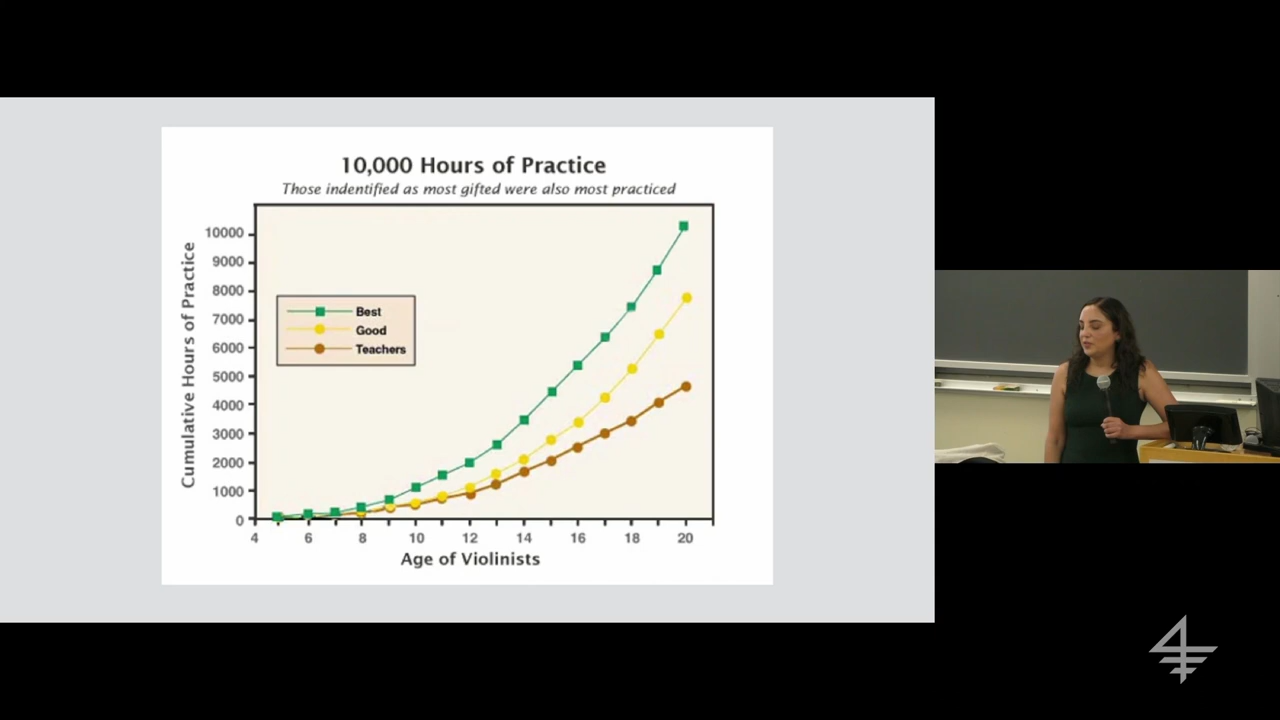 10,000 Hours of Practice
Those indentified as most gifted were also most practiced
Cumulative Hours of Practice
10000
9000
8000
7000
6000
5000
4000
3000
2000
1000
0
Best
Good
Teachers
4 6 8 10 12 14 16 18 20
Age of Violinists